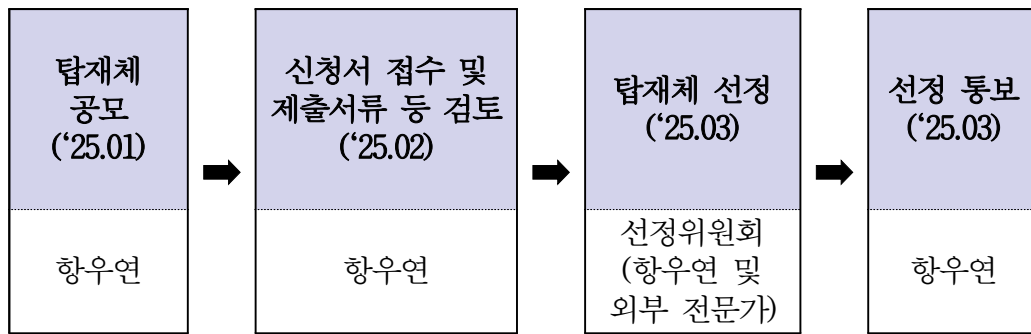 탑재체
공모
(‘25.01)
항우연
신청서 접수 및
제출서류 등 검토
(‘25.02)
항우연
탑재체 선정
(‘25.03)
선정위원회
(항우연 및
외부 전문가)
선정 통보
(‘25.03)
항우연